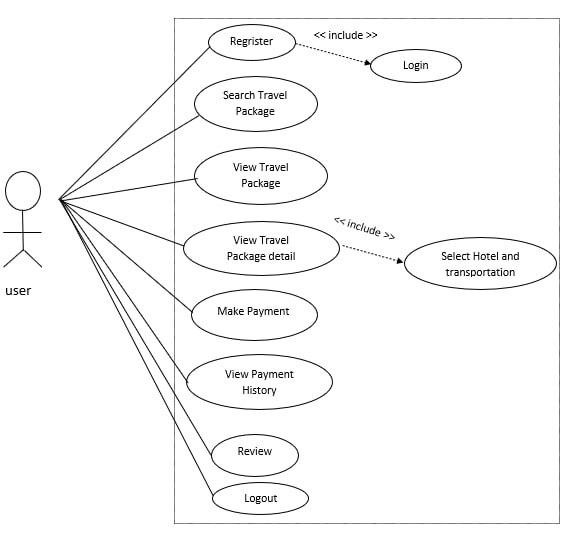 Regrister
<< include >>
Login
Search Travel
Package
View Travel
Package
<< include >>
View Travel
Package detail
Select Hotel and
transportation
user
Make Payment
View Payment
History
Review
Logout